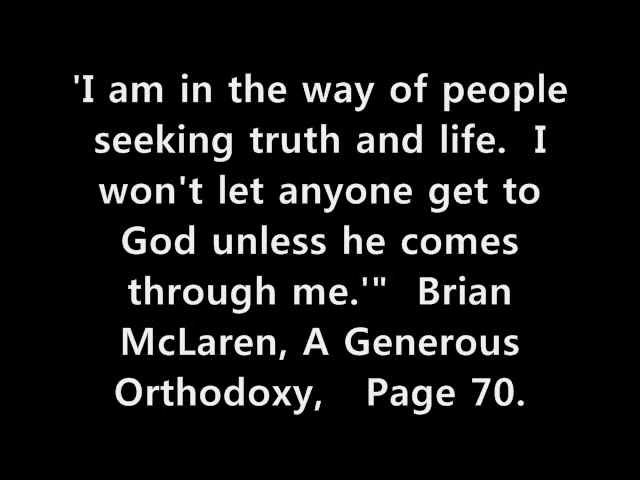 'I am in the way of people
seeking truth and life.  I
won't let anyone get to
God unless he comes
through me.'"  Brian
McLaren, A Generous
Orthodoxy,   Page 70.